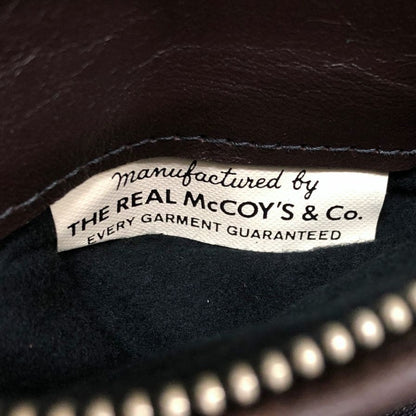 manufactured by
THE REAL McCOY'S & Co.
EVERY GARMENT GUARANTEED